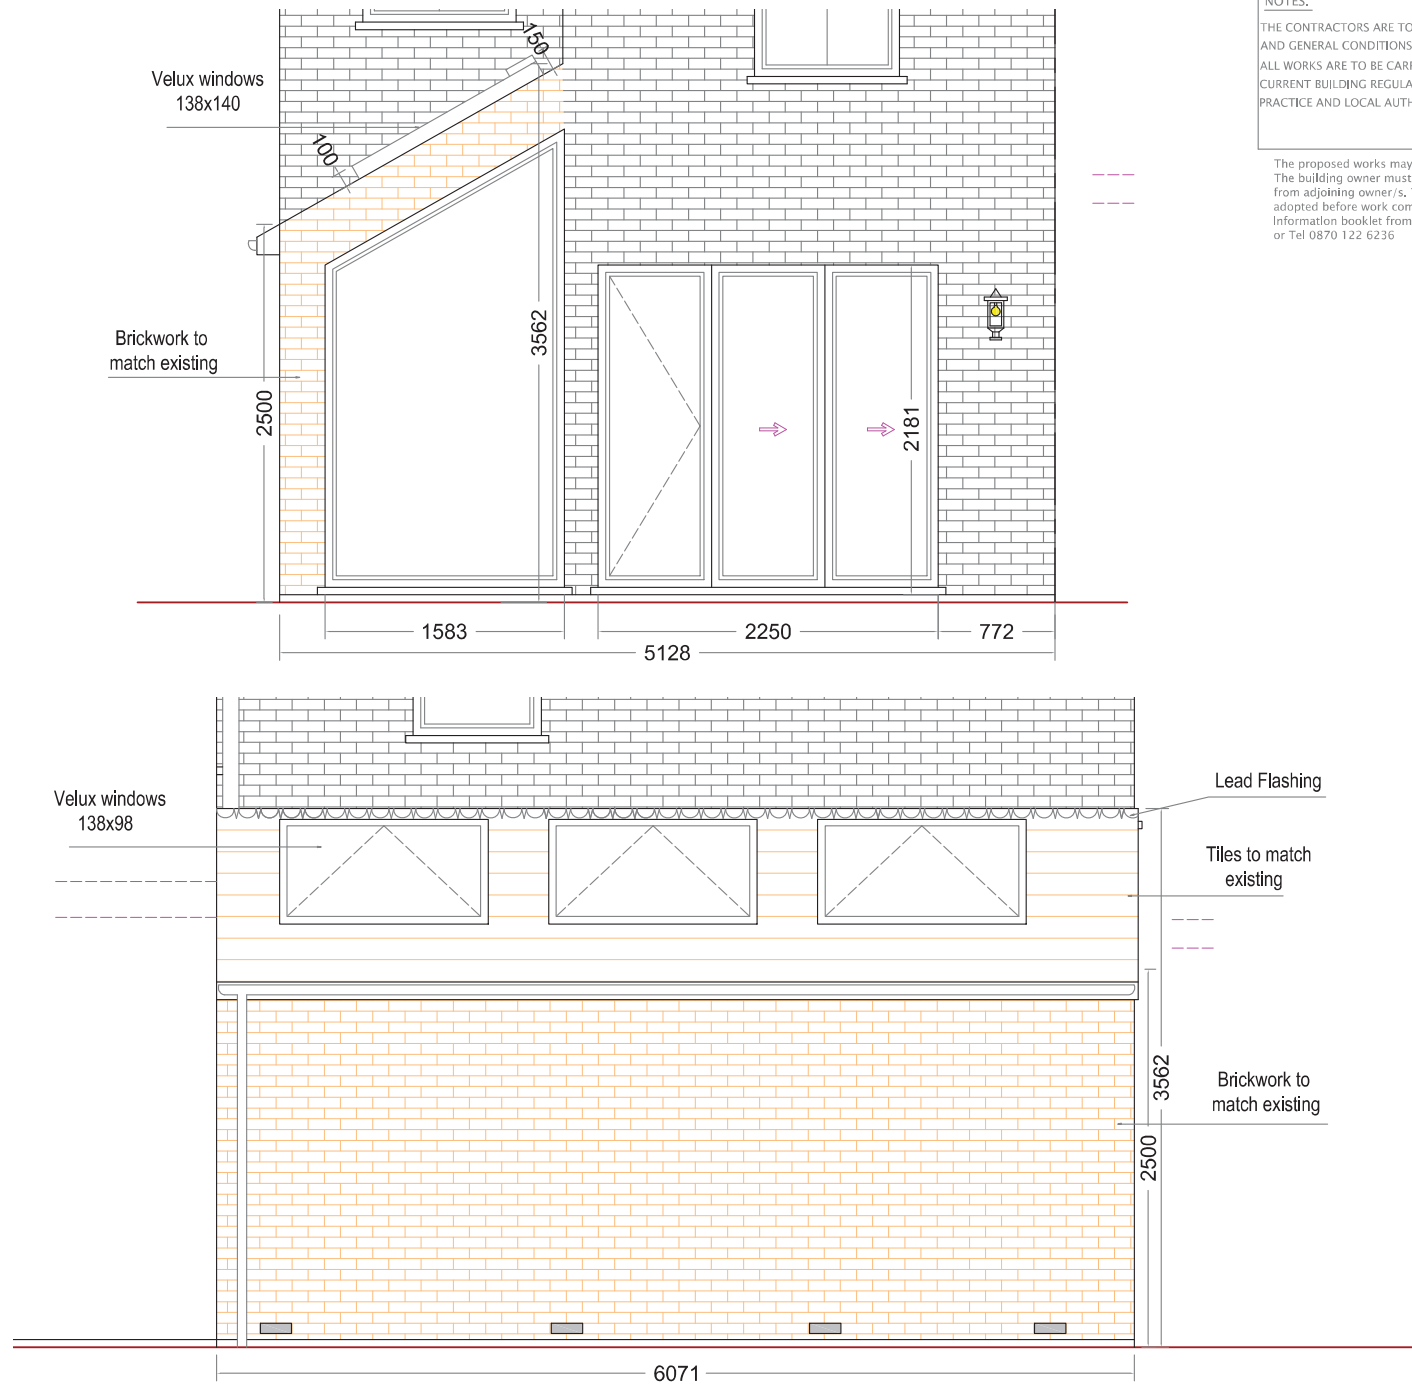 NOTES:
THE CONTRACTORS ARE TO
AND GENERAL CONDITIONS
ALL WORKS ARE TO BE CAR
CURRENT BUILDING REGULA
PRACTICE AND LOCAL AUTH
The proposed works may
The building owner must
from adjoining owner/s.
adopted before work com
Information booklet from
or Tel 0870 122 6236
150
Velux windows
138x140
100
Brickwork to
match existing
2500
3562
2181
1583
2250
772
5128
Velux windows
138x98
Lead Flashing
Tiles to match
existing
3562
Brickwork to
match existing
2500
6071